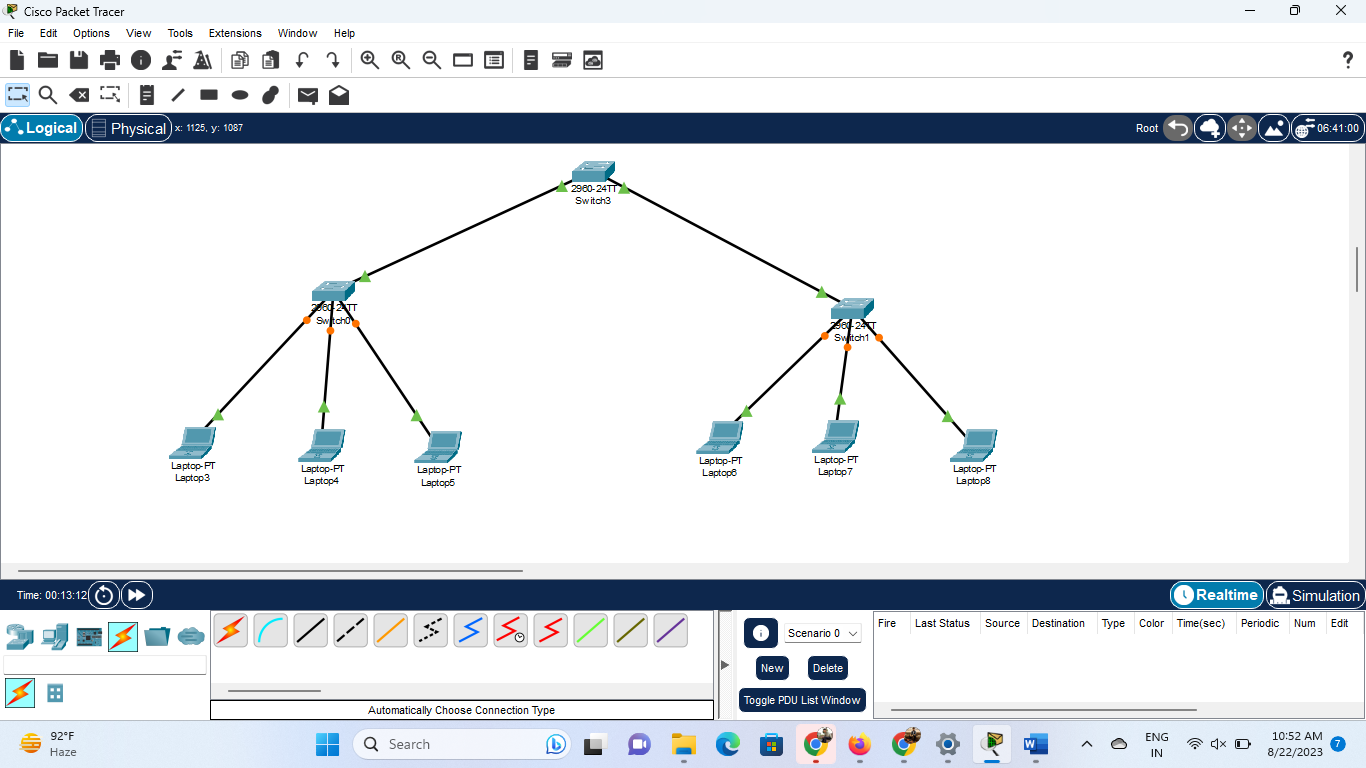 Cisco Packet Tracer
File Edit Options View Tools Extensions Window Help
?
Logical Physical x: 1125, y: 1087 Root 06:41:00
2960-24TT
Switch3
2960-24TT
Switch0
2960-24TT
Switch1
Laptop-PT
Laptop3
Laptop-PT
Laptop4
Laptop-PT
Laptop5
Laptop-PT
Laptop6
Laptop-PT
Laptop7
Laptop-PT
Laptop8
Time: 00:13:12 Realtime Simulation
Scenario 0
New Delete
Toggle PDU List Window
Fire Last Status Source Destination Type Color Time(sec) Periodic Num Edit
Automatically Choose Connection Type
92°F
Haze
Search
ENG
IN
10:52 AM
8/22/2023
7